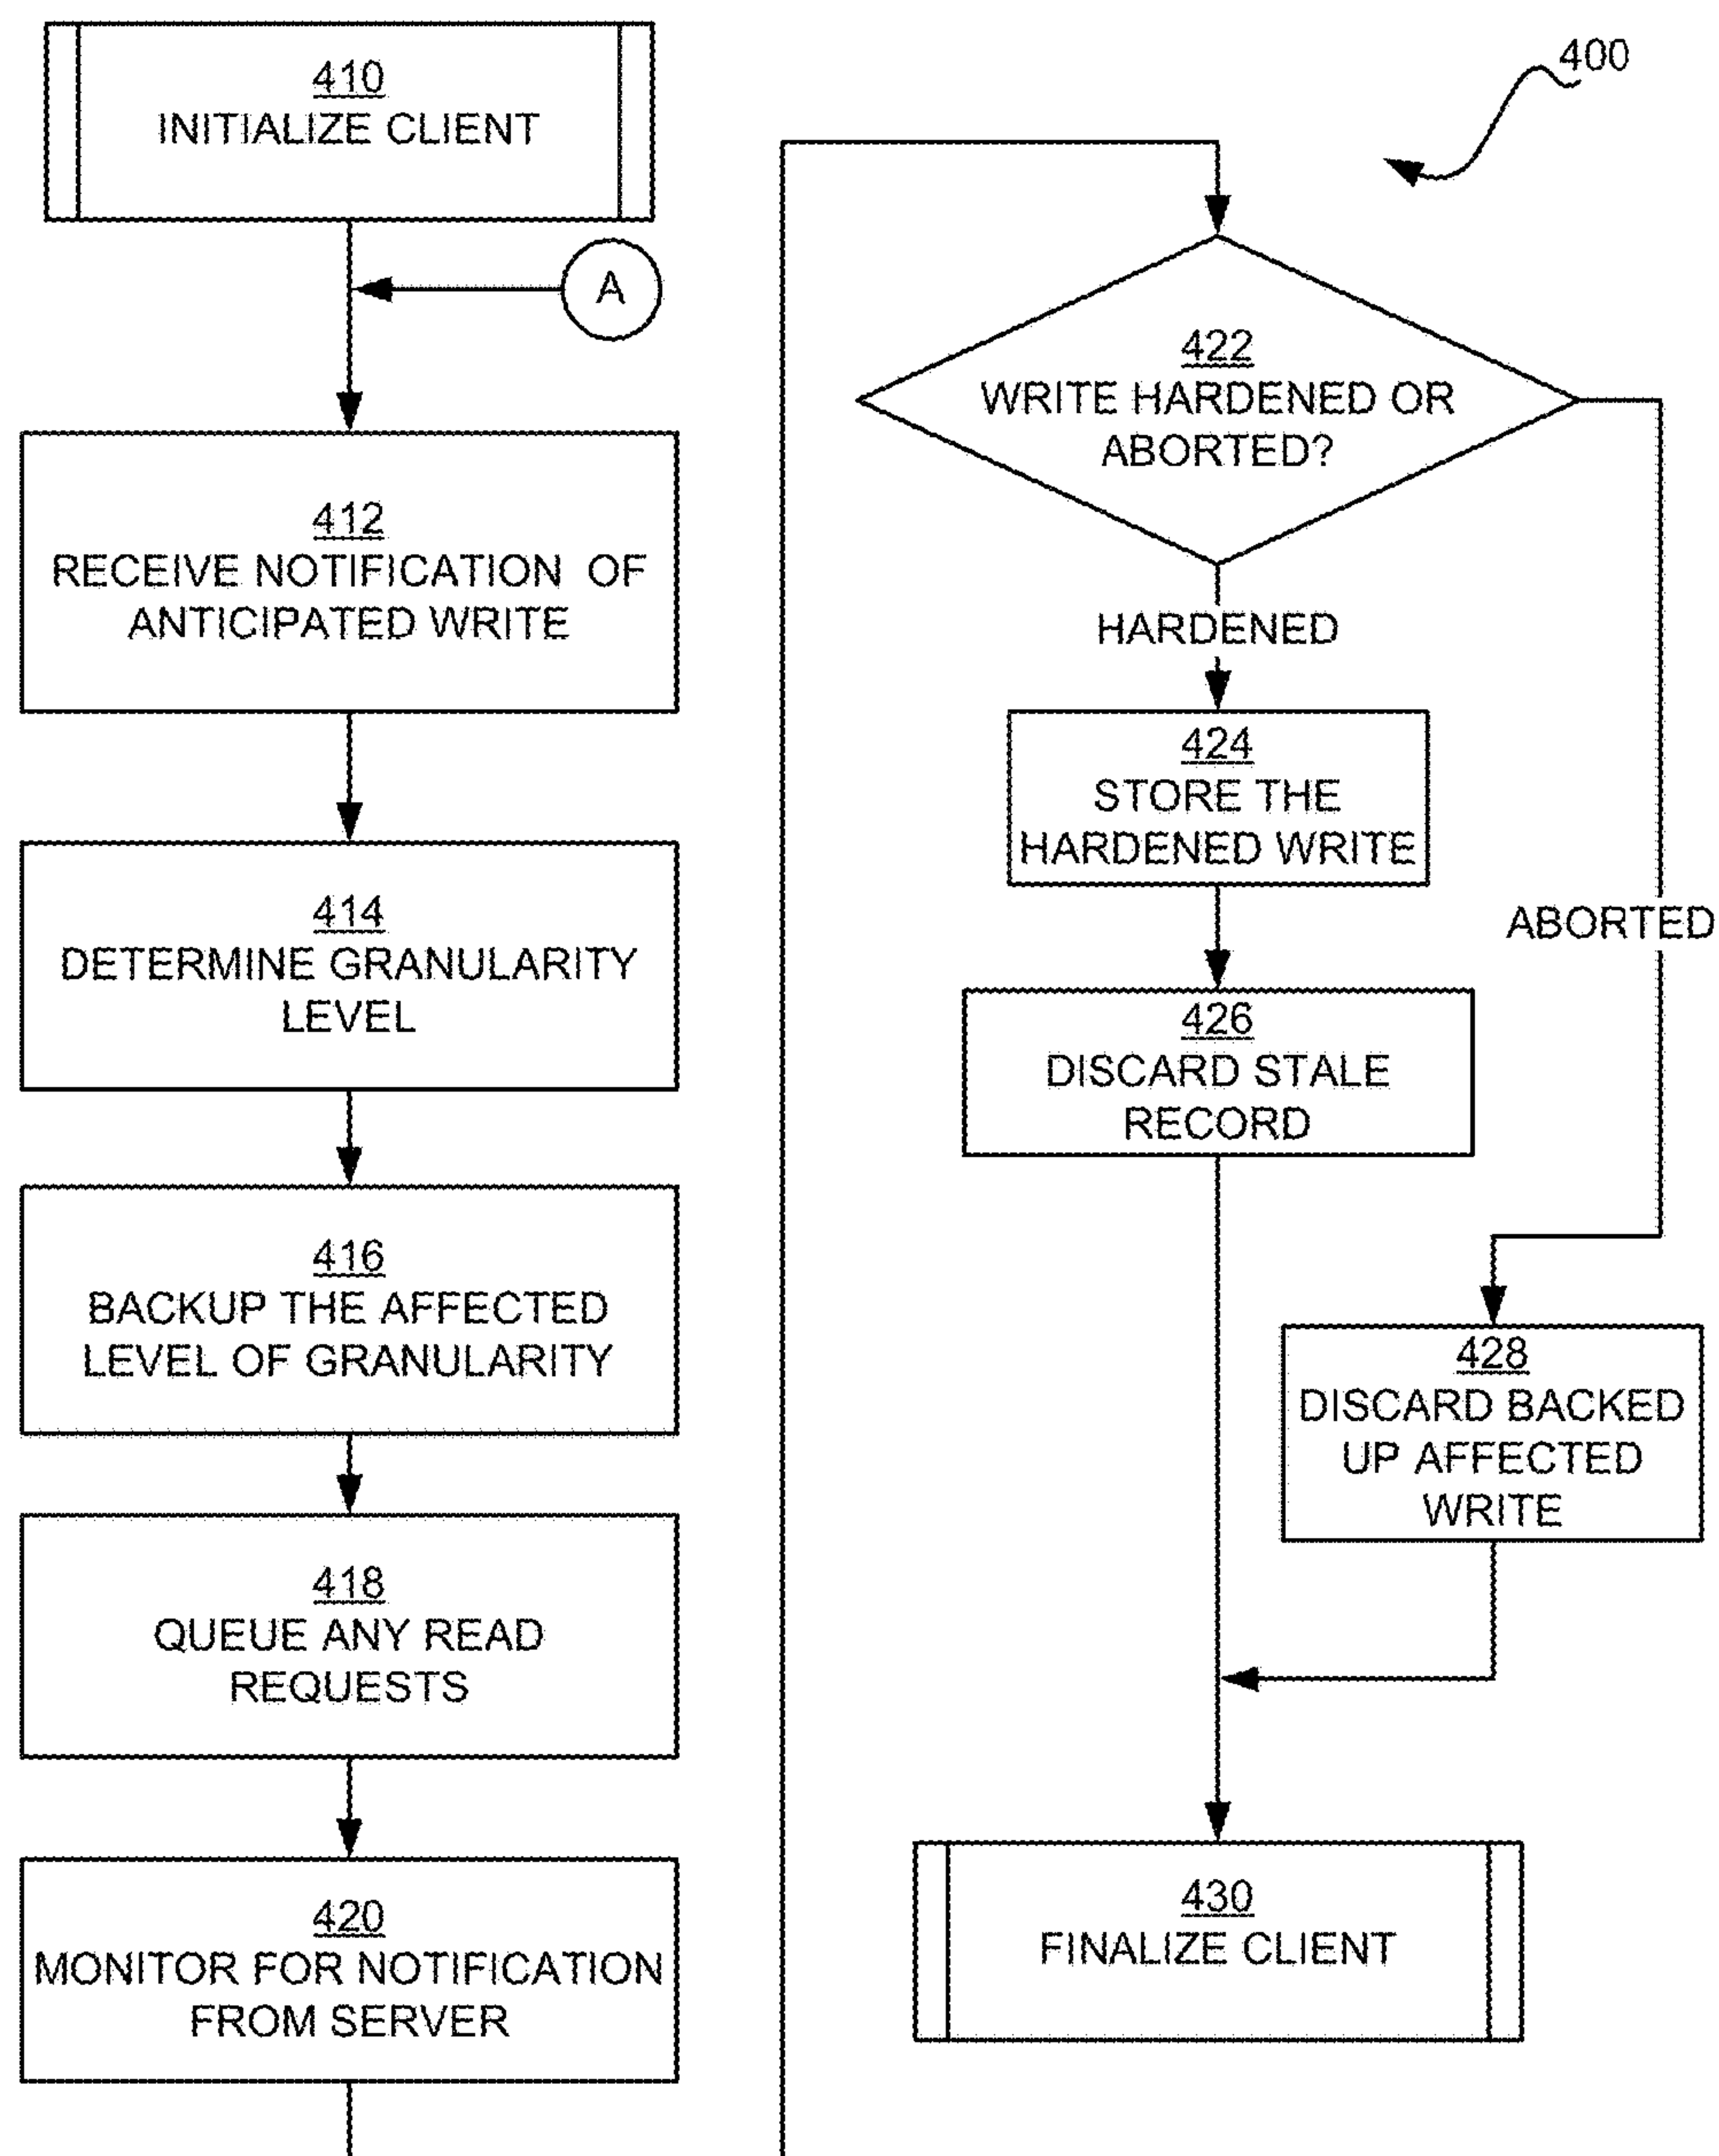 410
INITIALIZE CLIENT
A
412
RECEIVE NOTIFICATION OF
ANTICIPATED WRITE
414
DETERMINE GRANULARITY
LEVEL
416
BACKUP THE AFFECTED
LEVEL OF GRANULARITY
418
QUEUE ANY READ
REQUESTS
420
MONITOR FOR NOTIFICATION
FROM SERVER
400
422
WRITE HARDENED OR
ABORTED?
HARDENED
424
STORE THE
HARDENED WRITE
ABORTED
426
DISCARD STALE
RECORD
428
DISCARD BACKED
UP AFFECTED
WRITE
430
FINALIZE CLIENT